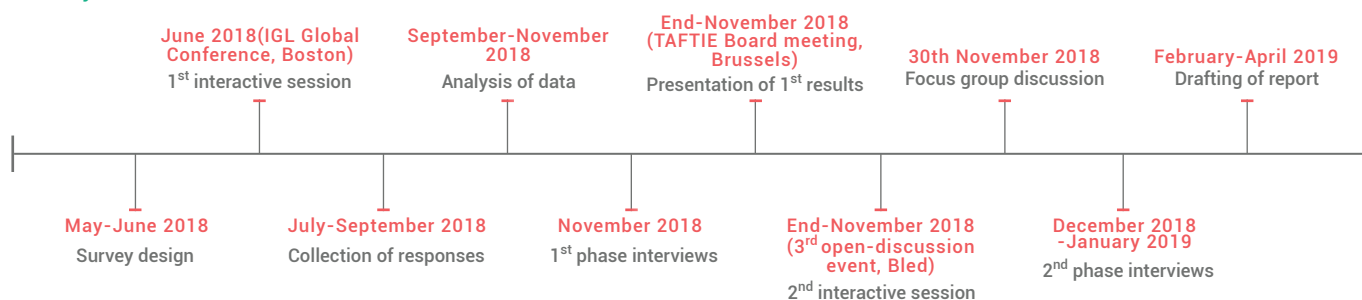 June 2018(IGL Global
Conference, Boston)
1st interactive session
September-November
2018
Analysis of data
End-November 2018
(TAFTIE Board meeting,
Brussels)
Presentation of 1st results
30th November 2018
Focus group discussion
February-April 2019
Drafting of report
May-June 2018
Survey design
July-September 2018
Collection of responses
November 2018
1st phase interviews
End-November 2018
(3rd open-discussion
event, Bled)
2nd interactive session
December 2018
-January 2019
2nd phase interviews